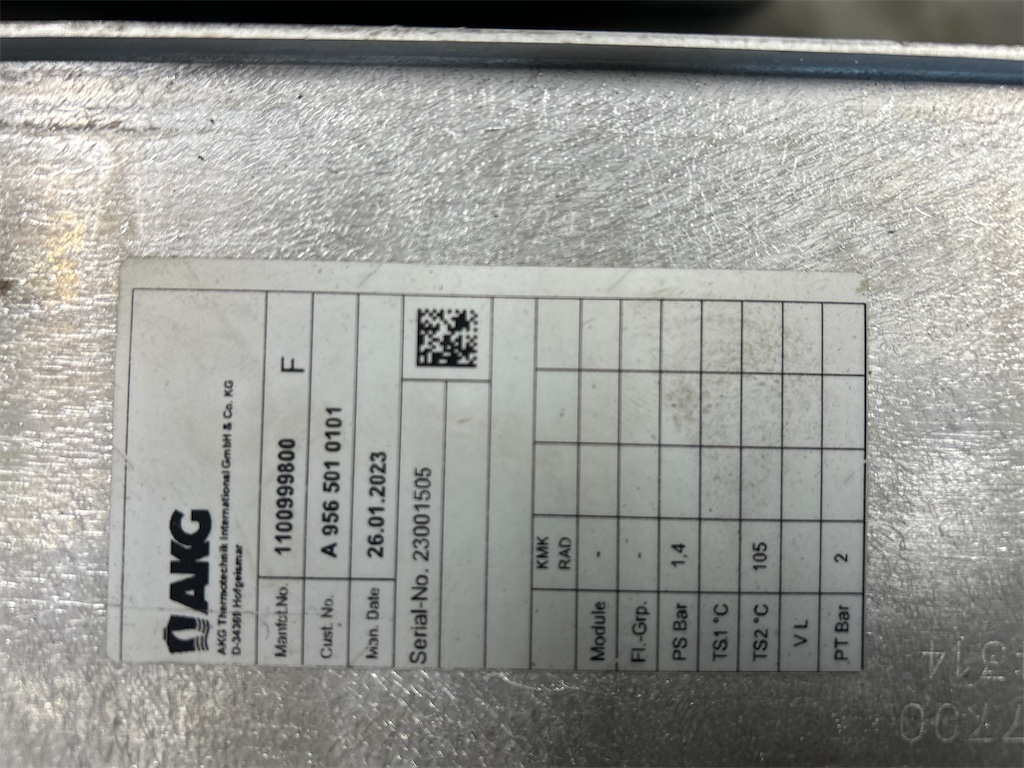 AKG
AKG Thermotechnik International GmbH & Co. KG
D-34369 Hofgeismar
Manfct.No. 1100999800 F
Cust. No. A 956 501 0101
Man. Date 26.01.2023
Serial-No. 23001505
KMK
RAD
Module -
Fl.-Grp. -
PS Bar 1,4
TS1 °C
TS2 °C 105
V L
PT Bar 2
314
7700